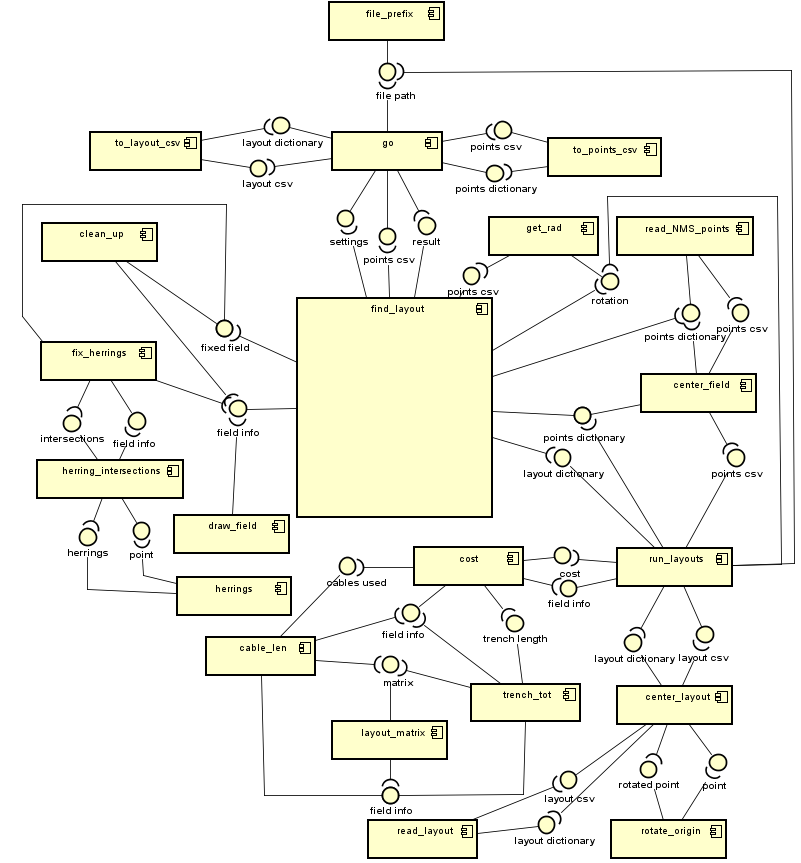 file_prefix
file path
to_layout_csv
layout dictionary
layout csv
go
points csv
points dictionary
to_points_csv
settings
points csv
result
clean_up
get_rad
read_NMS_points
points csv
rotation
find_layout
points dictionary
points csv
fixed field
fix_herrings
center_field
intersections
field info
field info
points dictionary
layout dictionary
points csv
herring_intersections
draw_field
herrings
point
cost
run_layouts
herrings
cables used
cost
field info
field info
trench length
cable_len
layout dictionary
layout csv
matrix
trench_tot
center_layout
layout_matrix
rotated point
point
layout csv
field info
read_layout
layout dictionary
rotate_origin